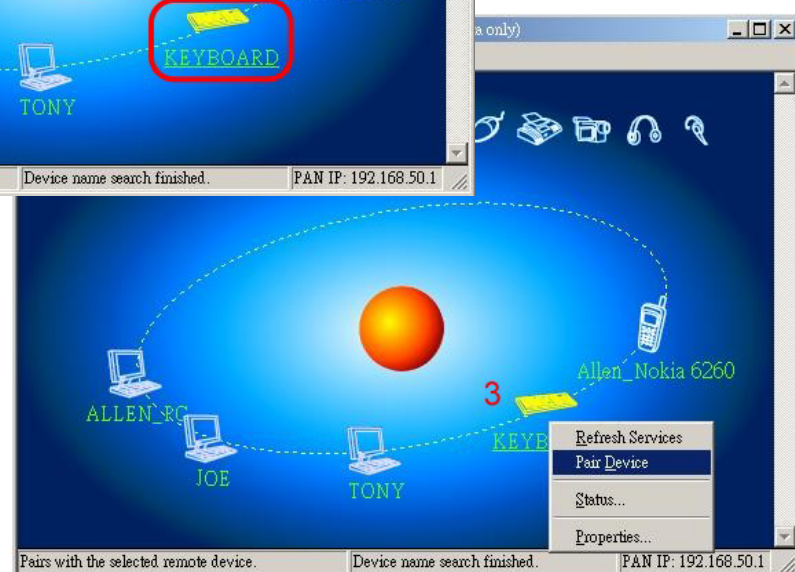 KEYBOARD
TONY
Device name search finished.
PAN IP: 192.168.50.1
a only)
Allen_Nokia 6260
3
ALLEN_PC
KEYB
Refresh Services
Pair Device
JOE
TONY
Status...
Properties...
Pairs with the selected remote device.
Device name search finished.
PAN IP: 192.168.50.1